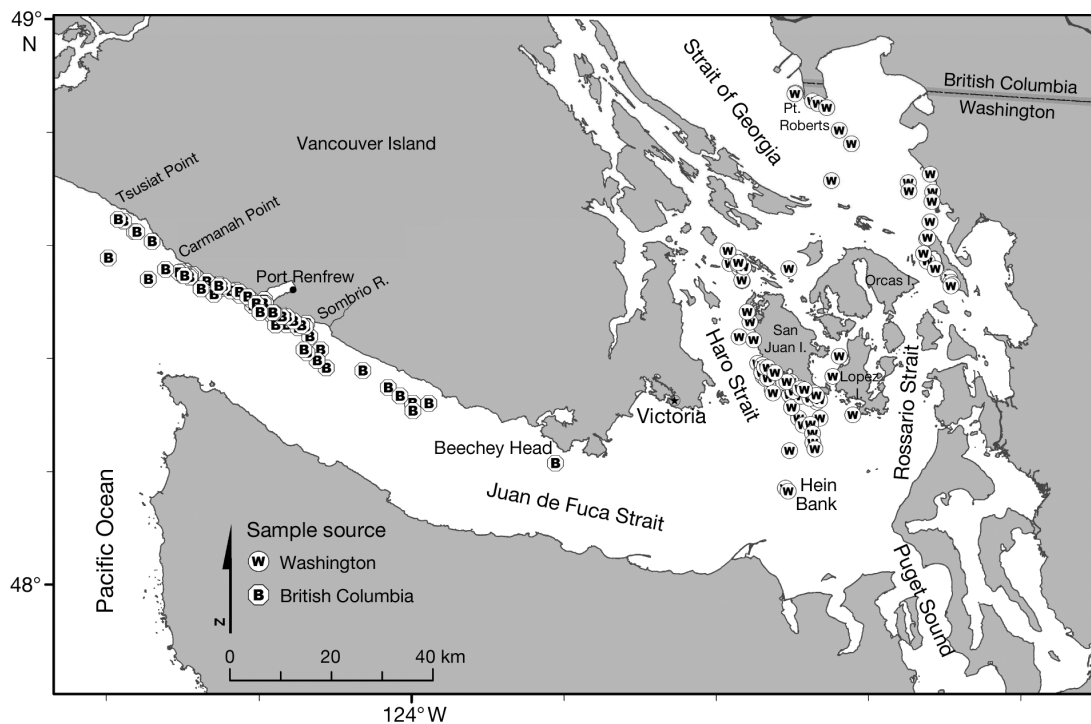 49°
N
Strait of Georgia
British Columbia
Washington
Pt.
Roberts
Vancouver Island
Tsusiat Point
Carmanah Point
Port Renfrew
Sombrio R.
Orcas I.
San
Juan I.
Lopez
Haro Strait
Rossario Strait
Victoria
Beechey Head
Hein
Bank
Juan de Fuca Strait
Pacific Ocean
Puget Sound
Sample source
W Washington
B British Columbia
N
0 20 40 km
48°
124°W